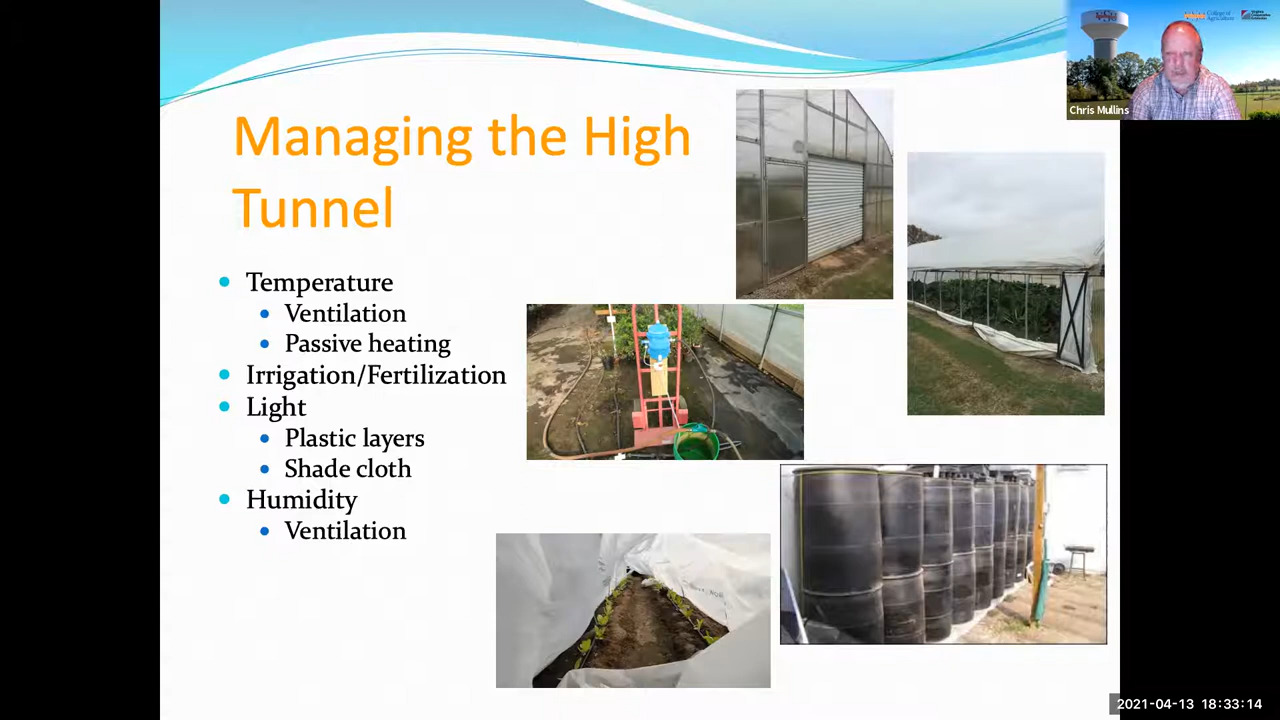 Managing the High
Tunnel
Temperature
Ventilation
Passive heating
Irrigation/Fertilization
Light
Plastic layers
Shade cloth
Humidity
Ventilation
Chris Mullins
2021-04-13 18:33:14